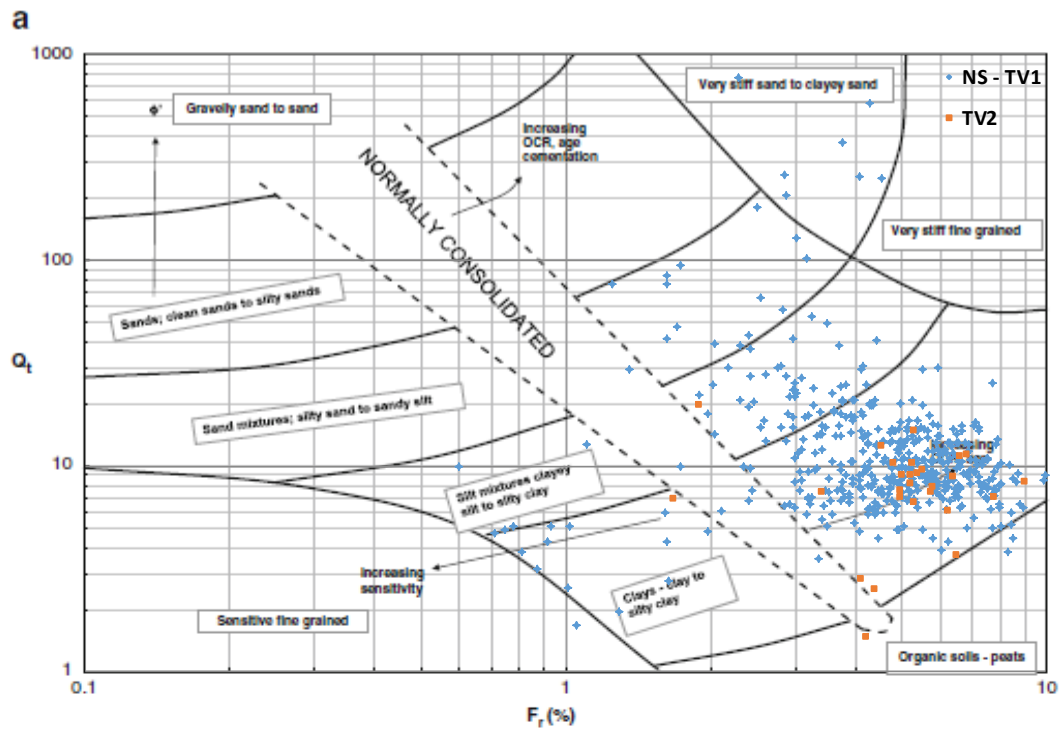 a
1000
Very stiff sand to clayey sand
NS - TV1
TV2
Gravelly sand to sand
ϕ'
Increasing
OCR, age
cementation
NORMALLY CONSOLIDATED
Very stiff fine grained
100
Sands; clean sands to silty sands
Qt
Sand mixtures; silty sand to sandy silt
Increasing
10
Silt mixtures clayey
silt to silty clay
Increasing
sensitivity
Clays - clay to
silty clay
Sensitive fine grained
Organic soils - peats
1
0.1
1
10
Fr (%)